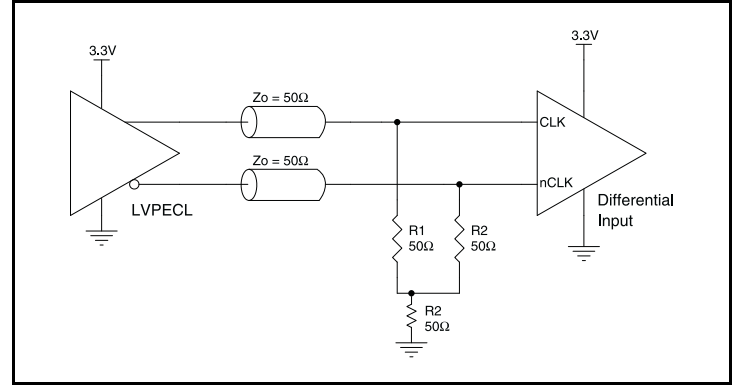 3.3V
3.3V
Zo = 50Ω
CLK
Zo = 50Ω
nCLK
LVPECL
Differential
Input
R1
50Ω
R2
50Ω
R2
50Ω